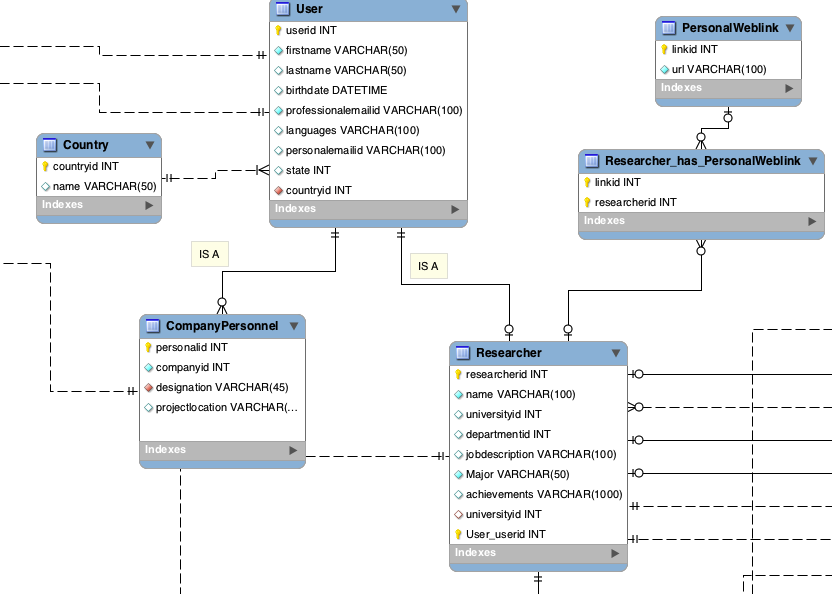 User
userid INT
firstname VARCHAR(50)
lastname VARCHAR(50)
birthdate DATETIME
professionalemailid VARCHAR(100)
languages VARCHAR(100)
personalemailid VARCHAR(100)
state INT
countryid INT
Indexes
PersonalWeblink
linkid INT
url VARCHAR(100)
Indexes
Country
countryid INT
name VARCHAR(50)
Indexes
Researcher_has_PersonalWeblink
linkid INT
researcherid INT
Indexes
IS A
IS A
CompanyPersonnel
personalid INT
companyid INT
designation VARCHAR(45)
projectlocation VARCHAR(...
Indexes
Researcher
researcherid INT
name VARCHAR(100)
universityid INT
departmentid INT
jobdescription VARCHAR(100)
Major VARCHAR(50)
achievements VARCHAR(1000)
universityid INT
User_userid INT
Indexes